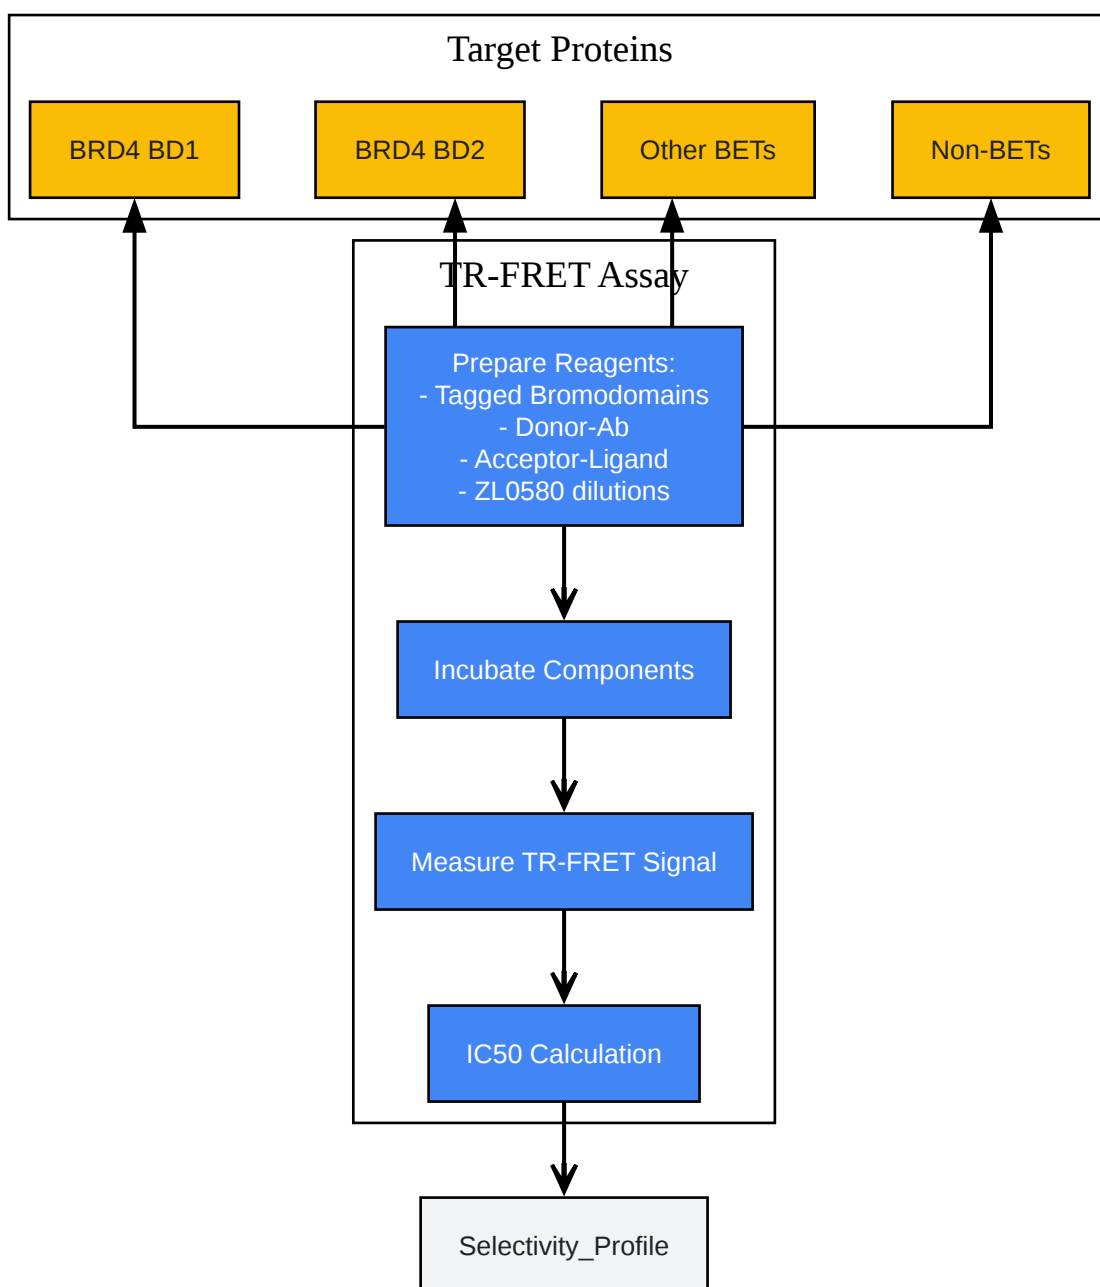 Target Proteins
BRD4 BD1
BRD4 BD2
Other BETs
Non-BETs
TR-FRET Assay
Prepare Reagents:
- Tagged Bromodomains
- Donor-Ab
- Acceptor-Ligand
- ZL0580 dilutions
Incubate Components
Measure TR-FRET Signal
IC50 Calculation
Selectivity_Profile